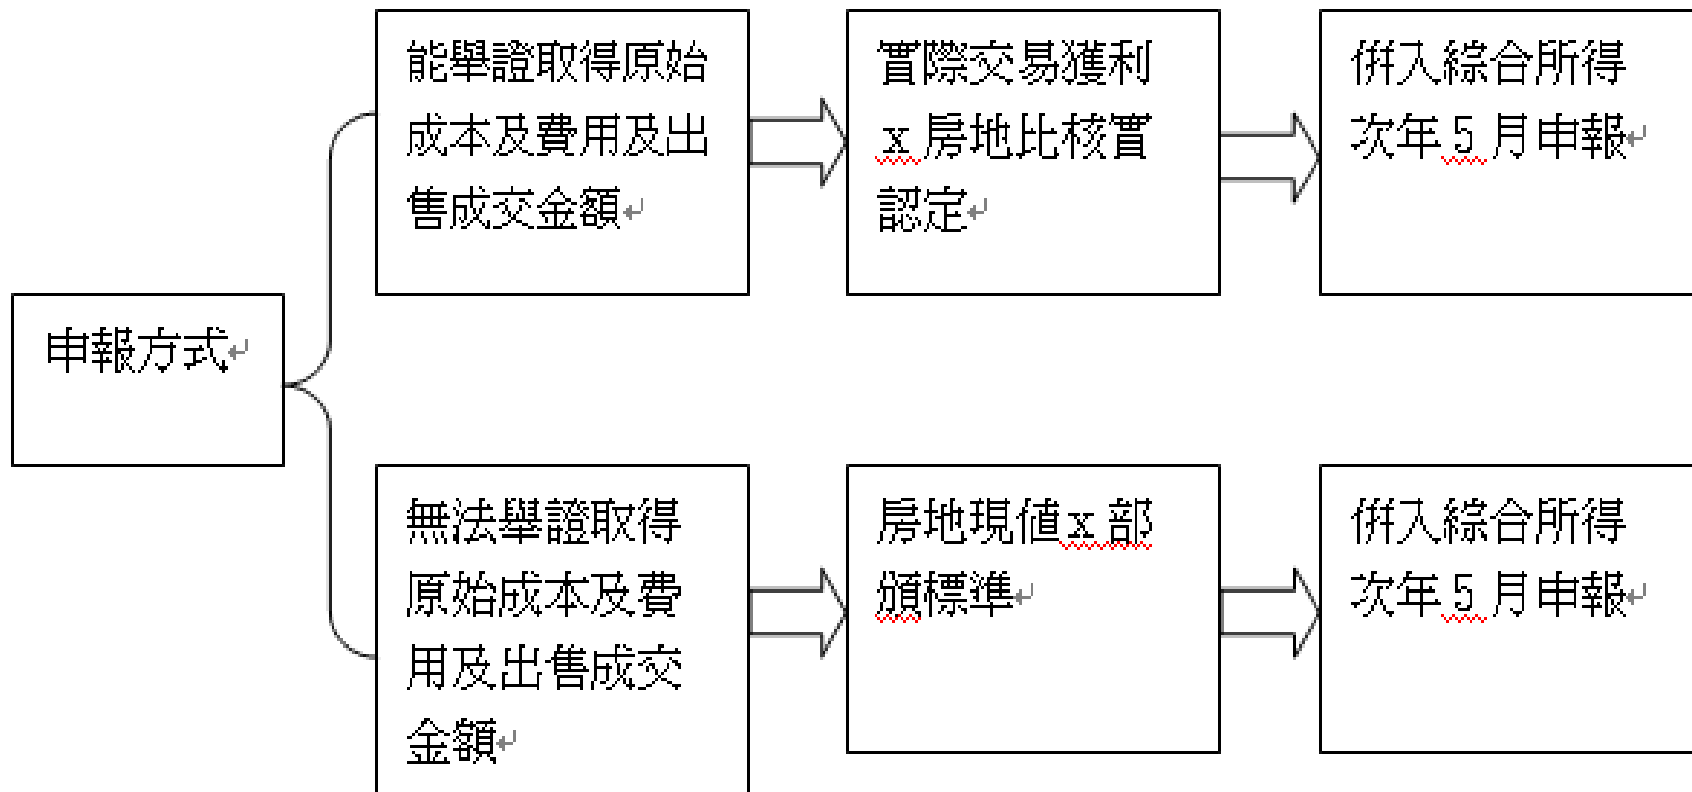 申報方式
能舉證取得原始
成本及費用及出
售成交金額
實際交易獲利
x 房地比核實
認定
併入綜合所得
次年 5 月申報
無法舉證取得
原始成本及費
用及出售成交
金額
房地現值 x 部
頒標準
併入綜合所得
次年 5 月申報